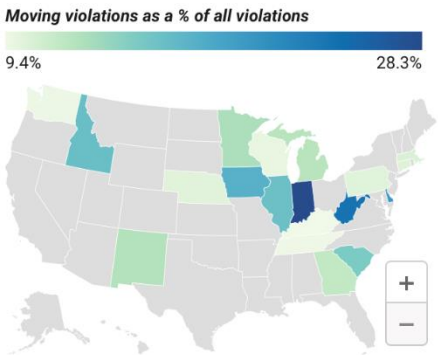 Moving violations as a % of all violations
9.4% 28.3%
+
−